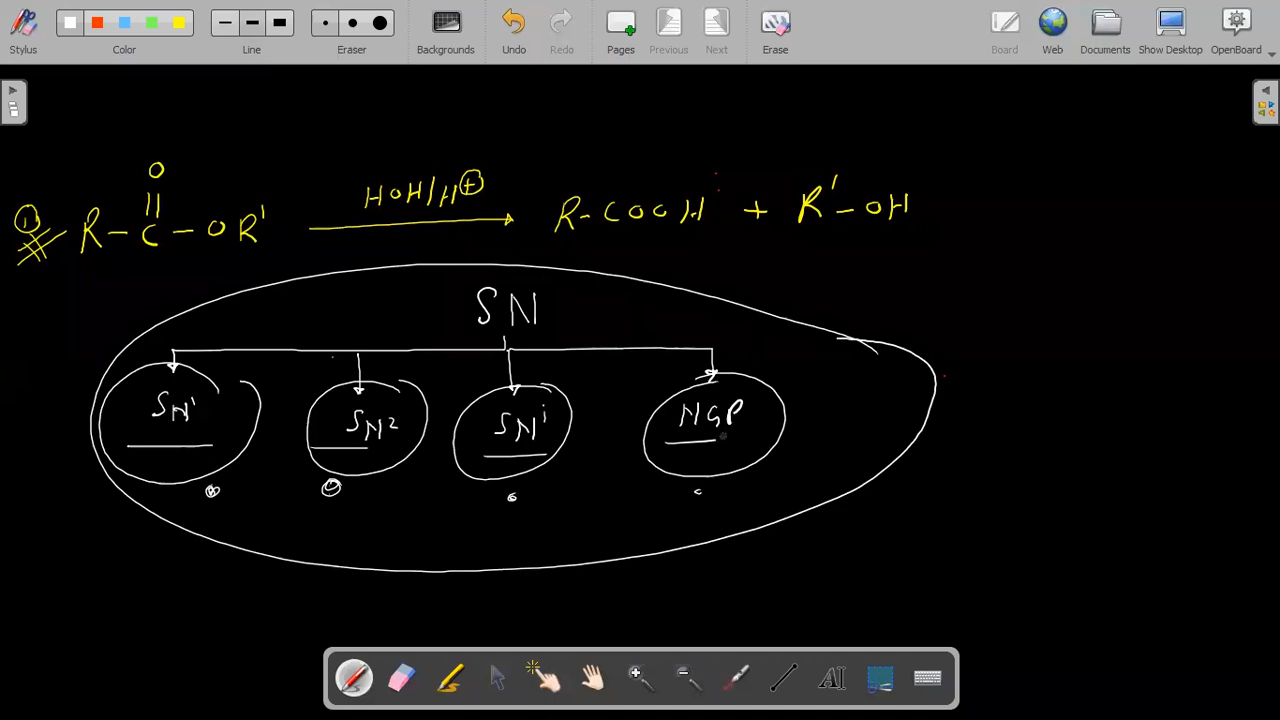 Stylus Color Line Eraser Backgrounds Undo Redo Pages Previous Next Erase Board Web Documents Show Desktop OpenBoard
① R-C(=O)-OR' HOH/H⊕ → R-COOH + R'-OH
SN
SN1 SN2 SNi NGP